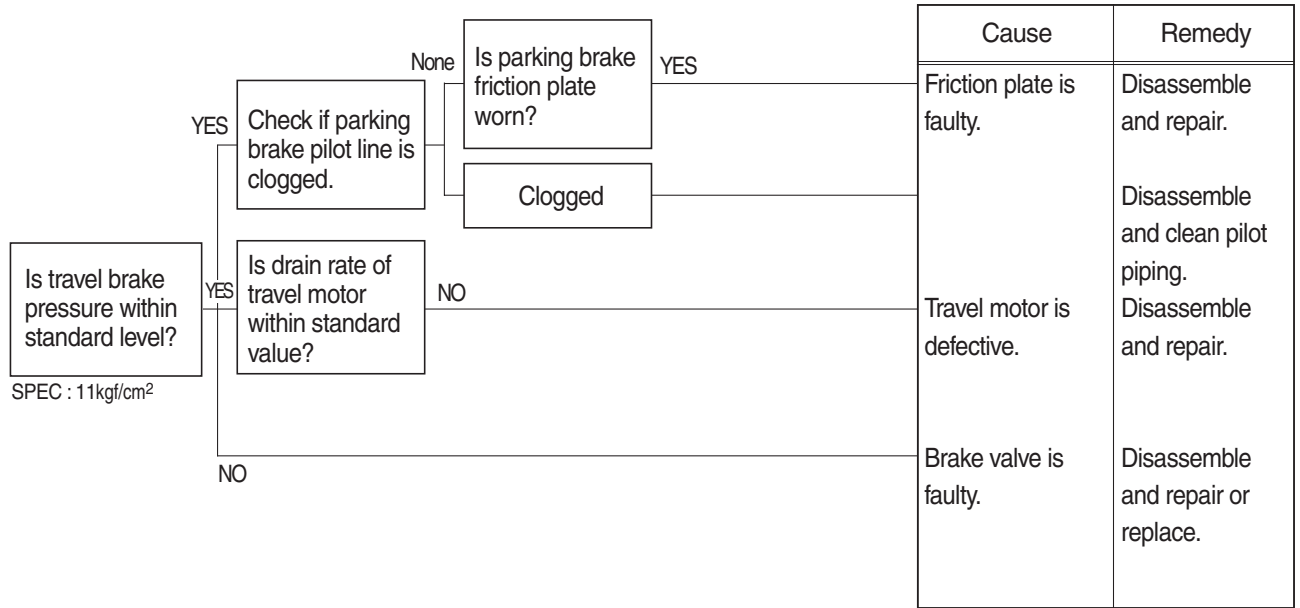 Cause
Remedy
None
Is parking brake
friction plate
worn?
YES
Friction plate is
faulty.
Disassemble
and repair.
YES
Check if parking
brake pilot line is
clogged.
Clogged
Disassemble
and clean pilot
piping.
Is travel brake
pressure within
standard level?
SPEC : 11kgf/cm2
YES
Is drain rate of
travel motor
within standard
value?
NO
Travel motor is
defective.
Disassemble
and repair.
NO
Brake valve is
faulty.
Disassemble
and repair or
replace.